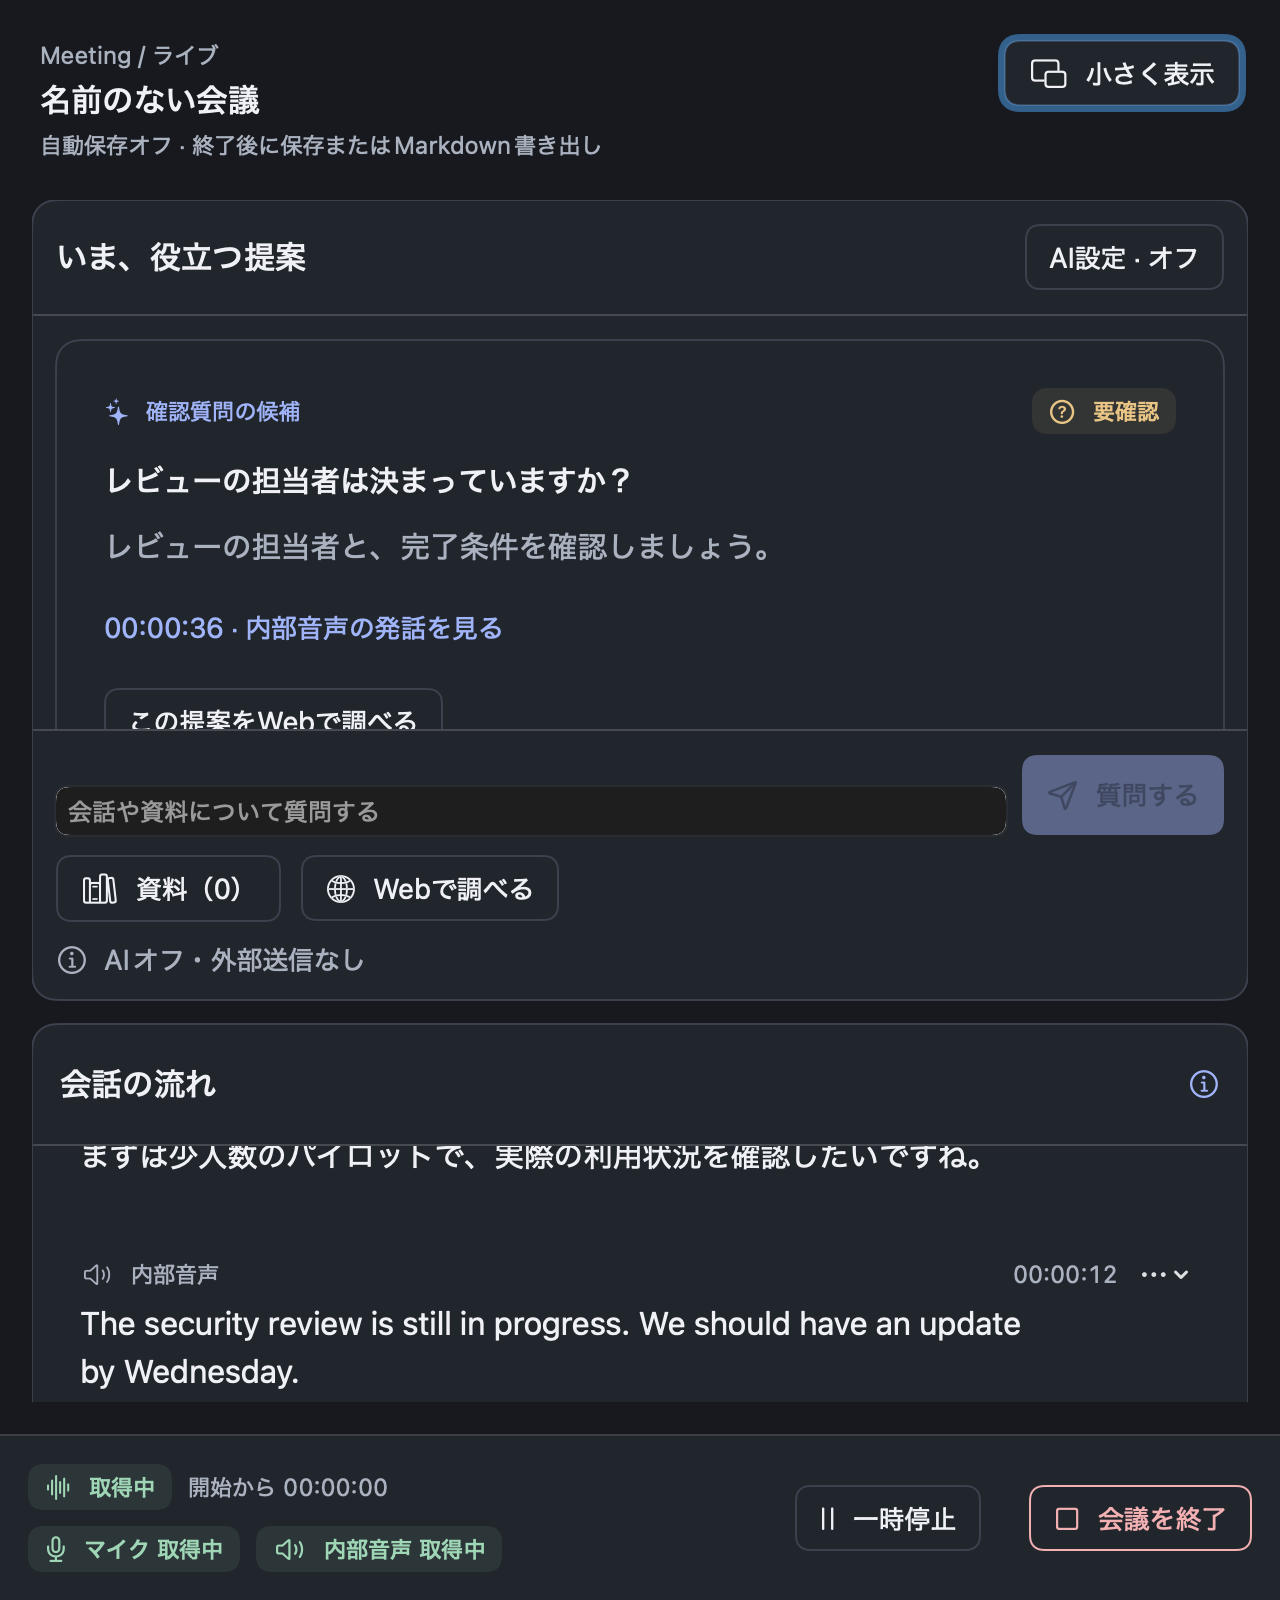 Meeting / ライブ
名前のない会議
自動保存オフ · 終了後に保存またはMarkdown書き出し
小さく表示
いま、役立つ提案
AI設定 · オフ
確認質問の候補
要確認
レビューの担当者は決まっていますか？
レビューの担当者と、完了条件を確認しましょう。
00:00:36 · 内部音声の発話を見る
この提案をWebで調べる
会話や資料について質問する
質問する
資料（0）
Webで調べる
AIオフ・外部送信なし
会話の流れ
まずは少人数のパイロットで、実際の利用状況を確認したいですね。
内部音声
00:00:12
The security review is still in progress. We should have an update
by Wednesday.
取得中
開始から 00:00:00
マイク 取得中
内部音声 取得中
一時停止
会議を終了